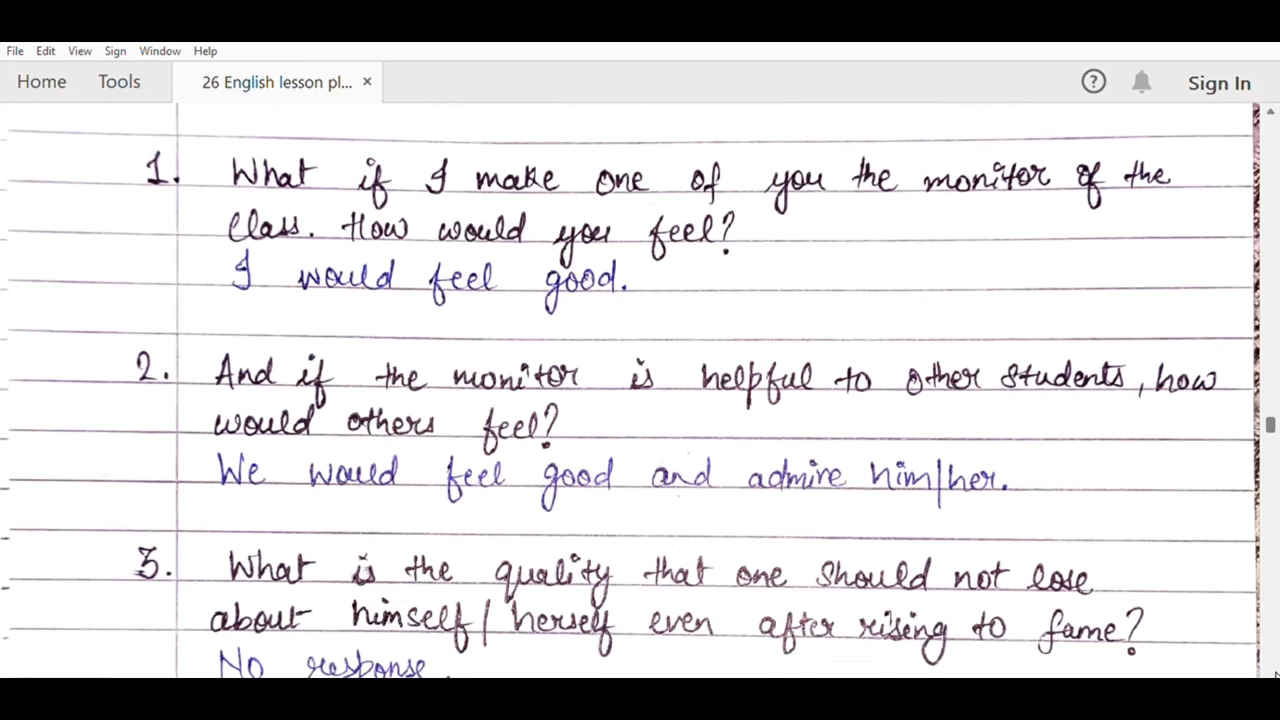 File Edit View Sign Window Help
Home Tools 26 English lesson pl... × ? Sign In
1. What if I make one of you the monitor of the
class. How would you feel?
I would feel good.
2. And if the monitor is helpful to other students, how
would others feel?
We would feel good and admire him/her.
3. What is the quality that one should not lose
about himself/herself even after rising to fame?
No response.